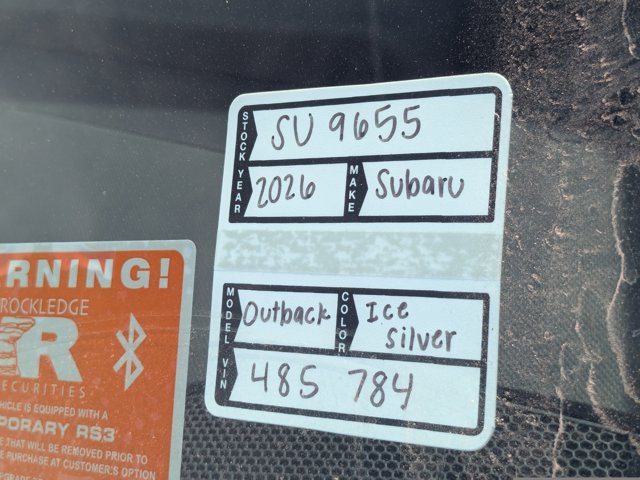 STOCK SU 9655
YEAR 2026 MAKE Subaru
MODEL Outback COLOR Ice
Silver
VIN 485 784
RNING!
ROCKLEDGE
R
ECURITIES
HICLE IS EQUIPPED WITH A
PORARY RS3
E THAT WILL BE REMOVED PRIOR TO
E PURCHASE AT CUSTOMER'S OPTION